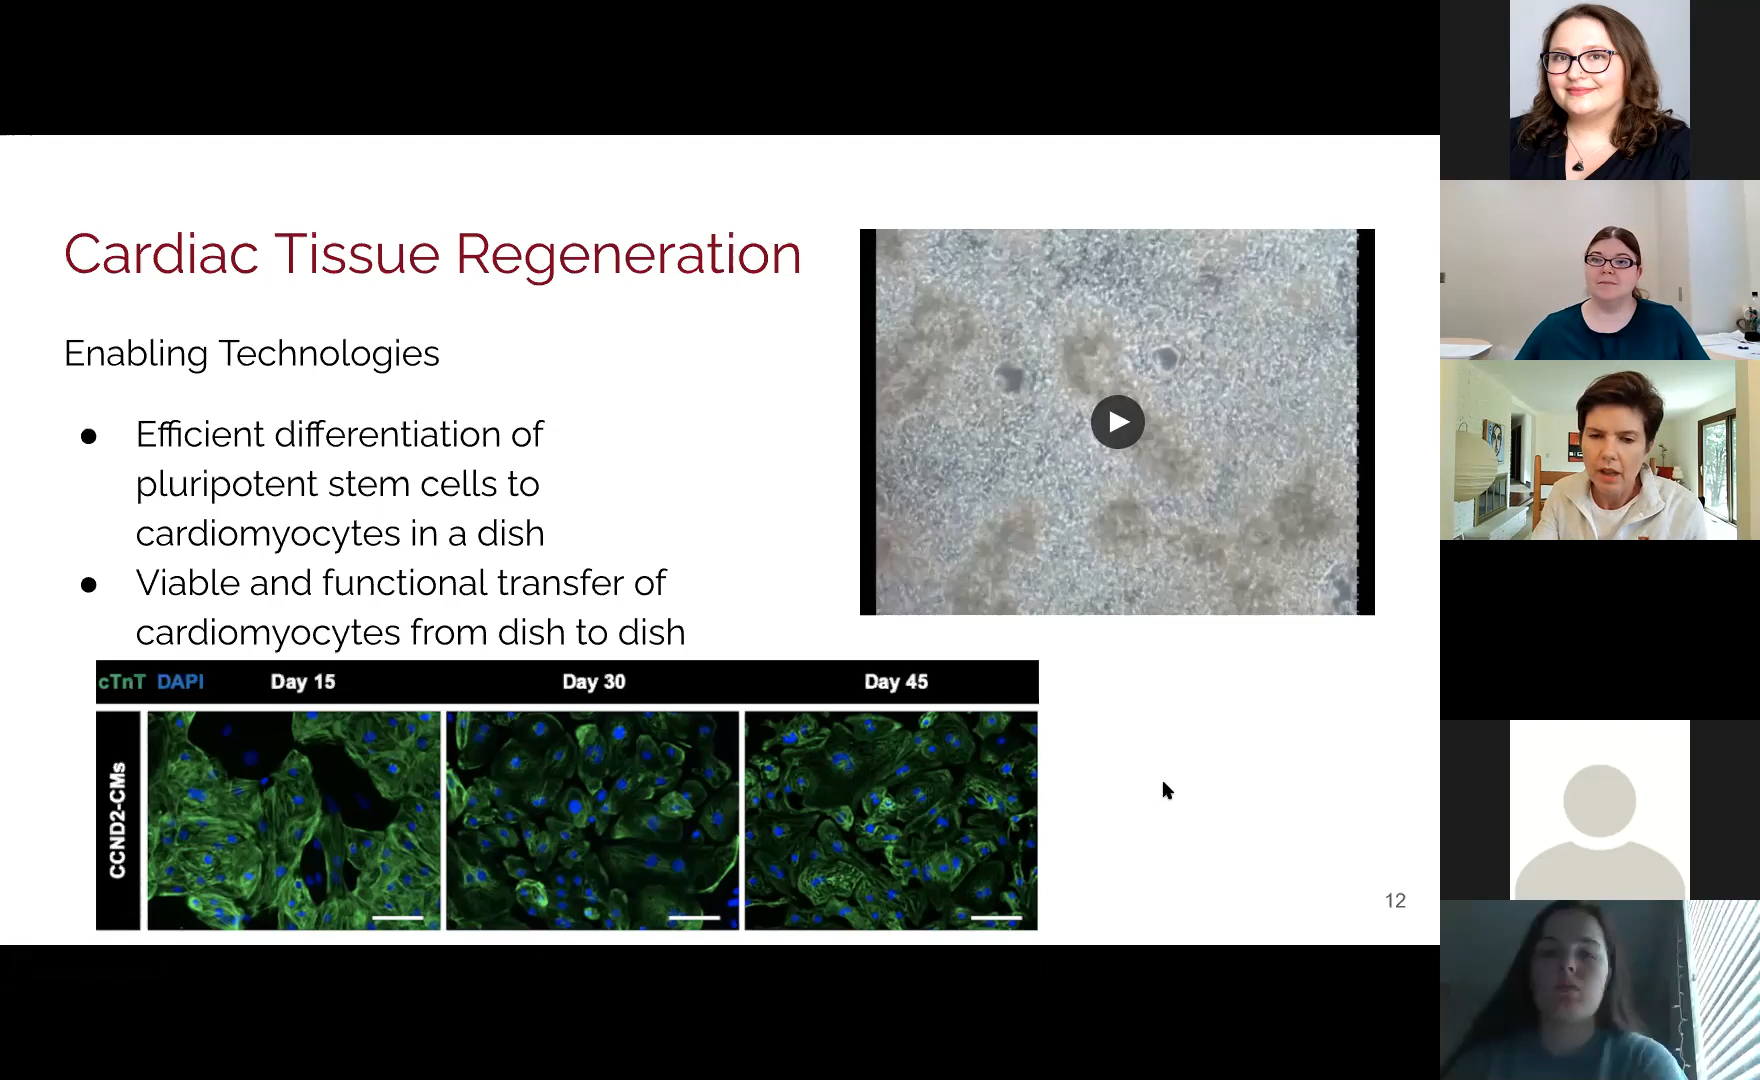 Cardiac Tissue Regeneration
Enabling Technologies
● Efficient differentiation of
pluripotent stem cells to
cardiomyocytes in a dish
● Viable and functional transfer of
cardiomyocytes from dish to dish
cTnT DAPI Day 15 Day 30 Day 45
CCND2-CMs
12